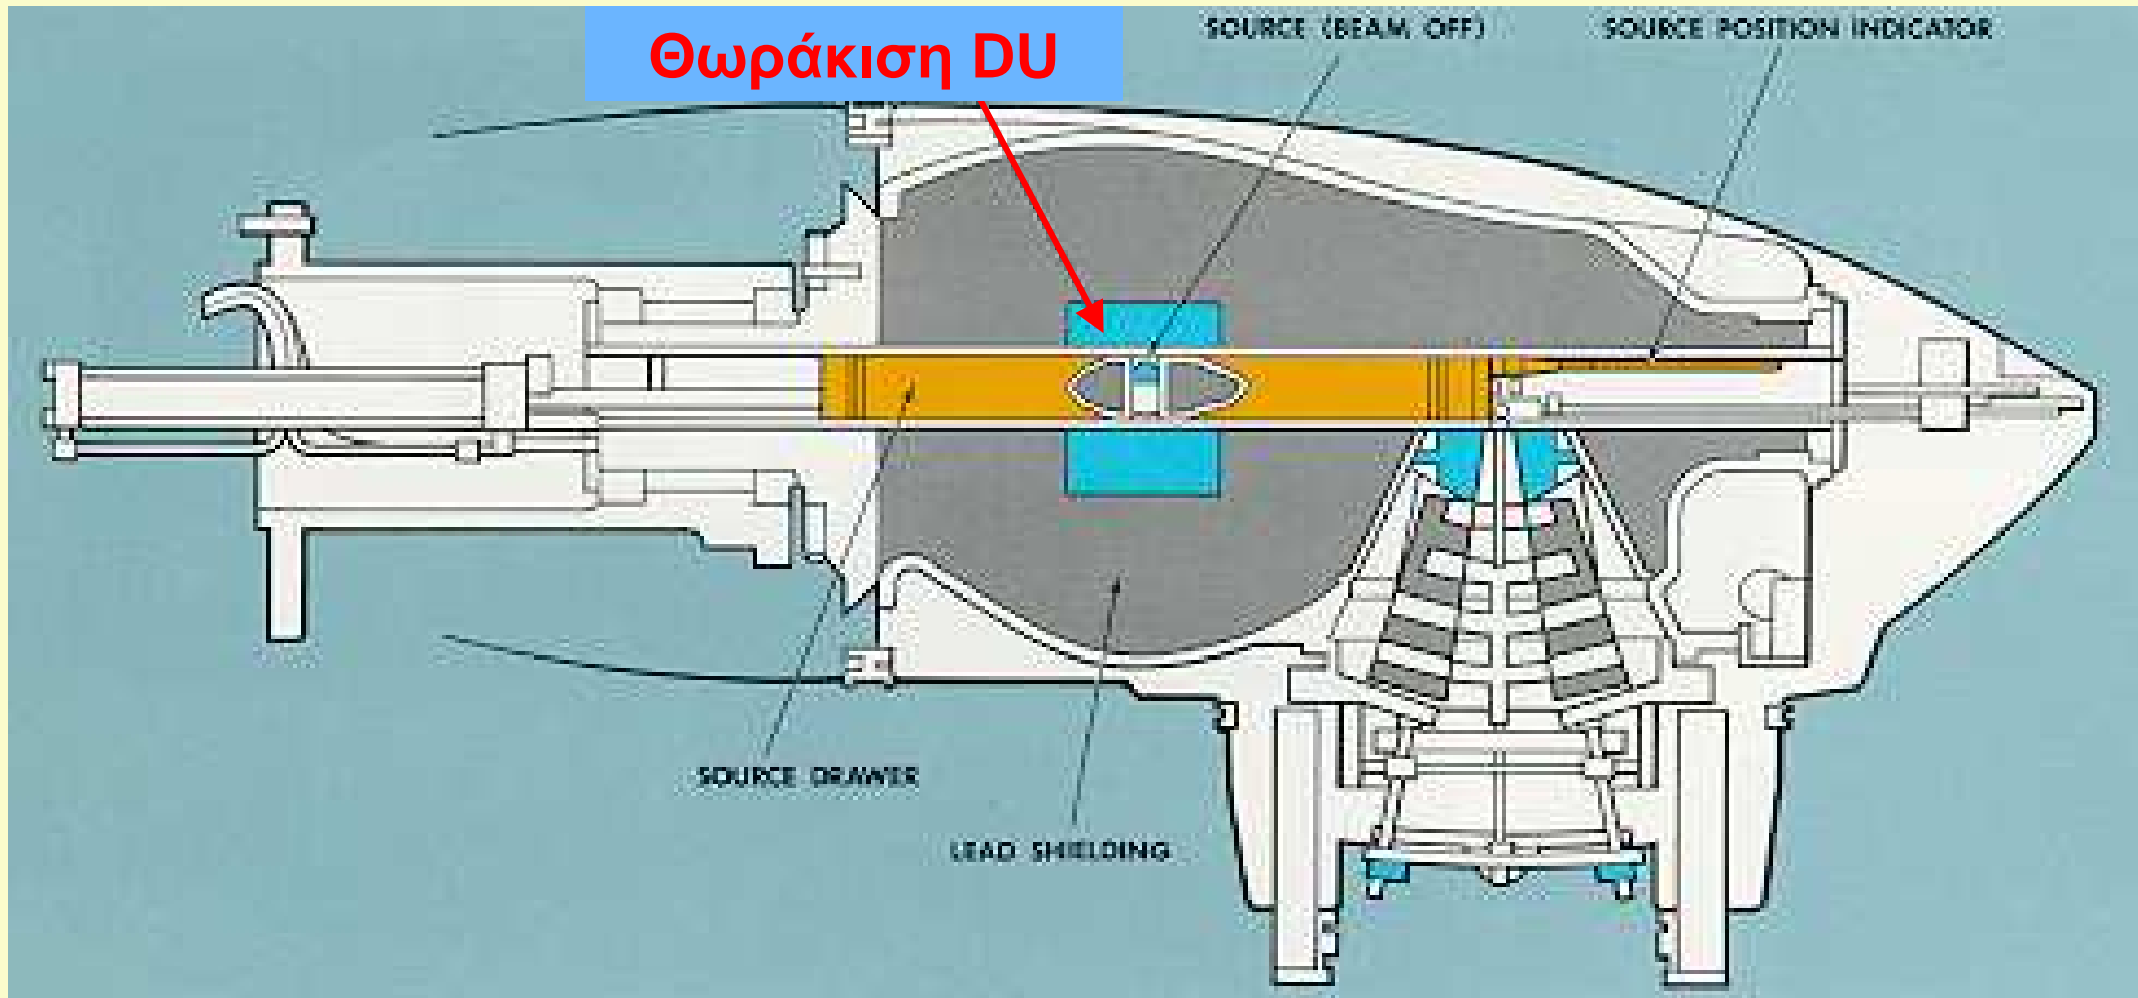 SOURCE (BEAM OFF)
SOURCE POSITION INDICATOR
Θωράκιση DU
SOURCE DRAWER
LEAD SHIELDING